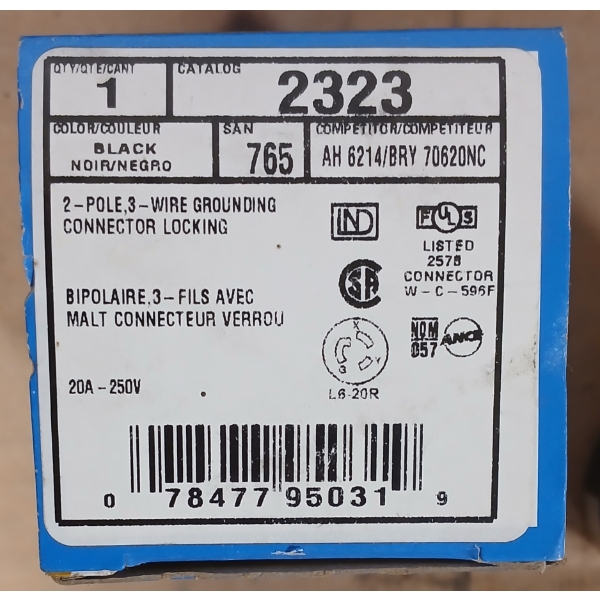 QTY/QTE/CANT
1
CATALOG
2323
COLOR/COULEUR
BLACK
NOIR/NEGRO
SAN
765
COMPETITOR/COMPETITEUR
AH 6214/BRY 70620NC
2-POLE,3-WIRE GROUNDING
CONNECTOR LOCKING
BIPOLAIRE,3-FILS AVEC
MALT CONNECTEUR VERROU
20A-250V
IND
F UL S
LISTED
2578
CONNECTOR
W-C-596F
SA
NOM
057
ANCE
X
Y
G
L6-20R
0 78477 95031 9